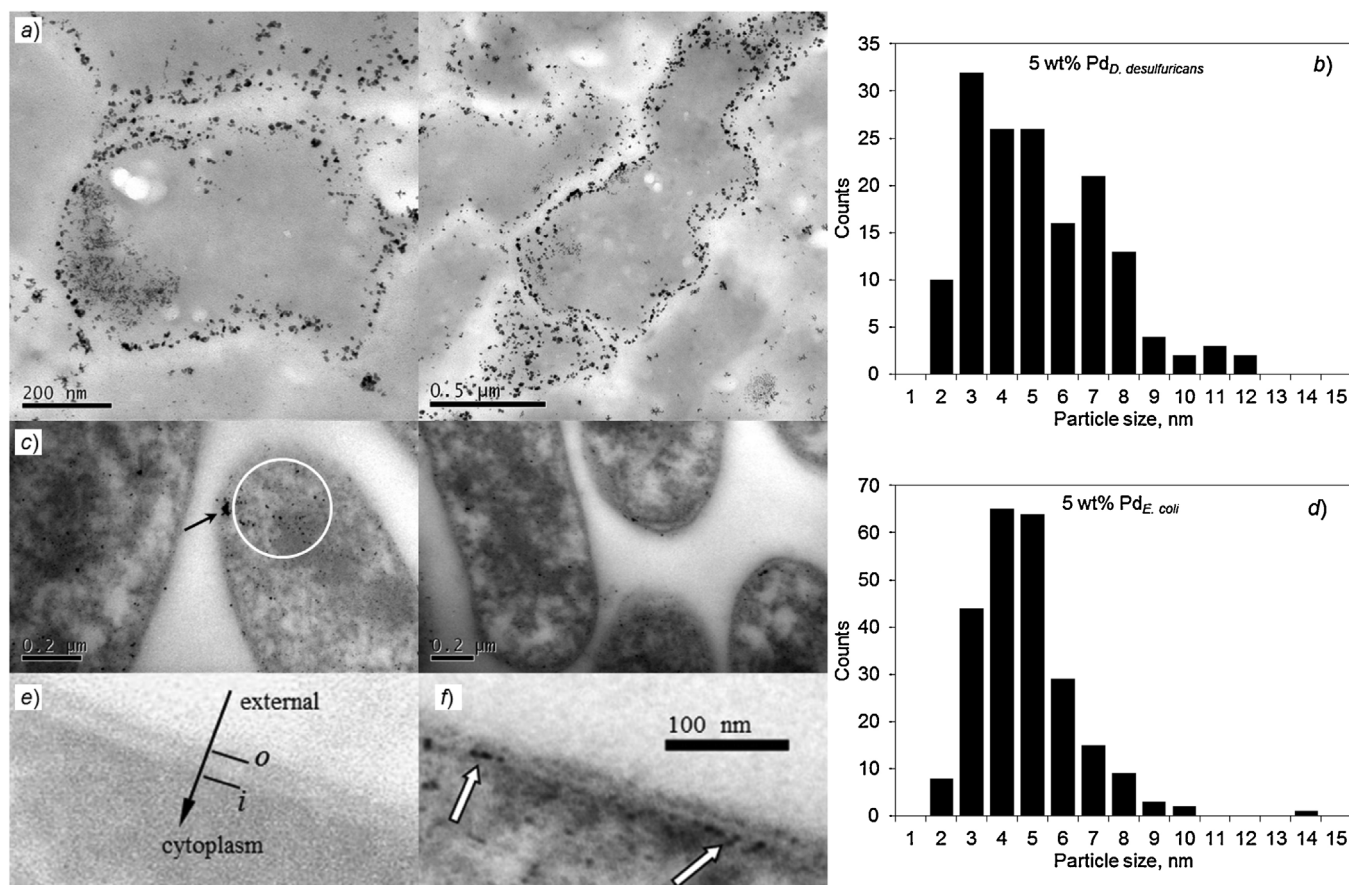 a)
200 nm
0.5 µm
b)
5 wt% Pd D. desulfuricans
Counts
35
30
25
20
15
10
5
0
1 2 3 4 5 6 7 8 9 10 11 12 13 14 15
Particle size, nm
c)
0.2 µm
0.2 µm
d)
5 wt% Pd E. coli
Counts
70
60
50
40
30
20
10
0
1 2 3 4 5 6 7 8 9 10 11 12 13 14 15
Particle size, nm
e)
external
o
i
cytoplasm
f)
100 nm